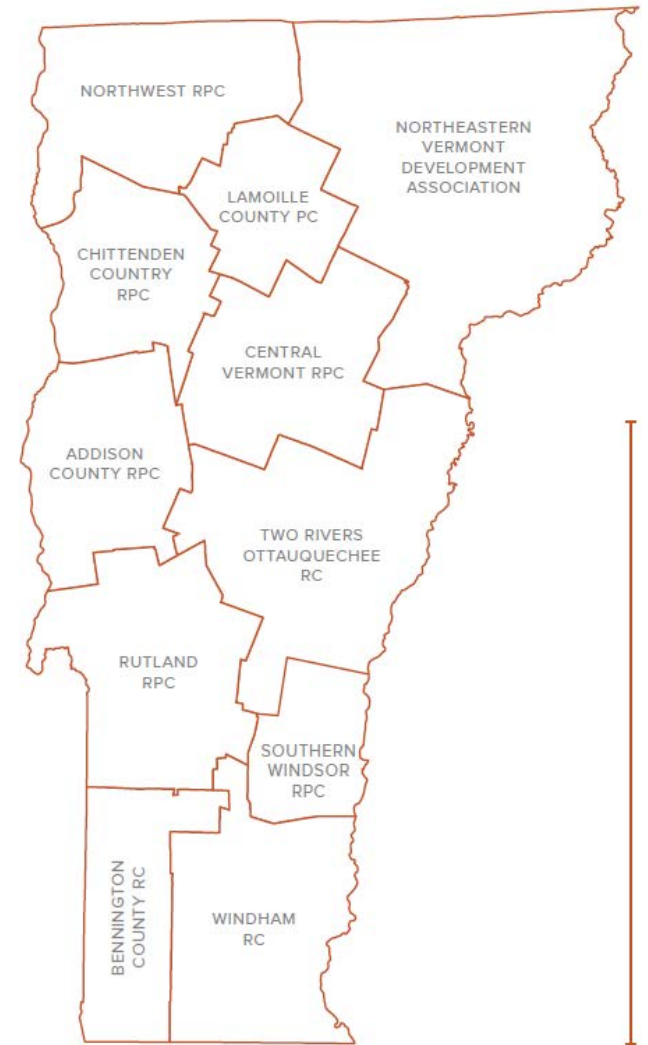 NORTHWEST RPC
NORTHEASTERN
VERMONT
DEVELOPMENT
ASSOCIATION
LAMOILLE
COUNTY PC
CHITTENDEN
COUNTRY
RPC
CENTRAL
VERMONT RPC
ADDISON
COUNTY RPC
TWO RIVERS
OTTAUQUECHEE
RC
RUTLAND
RPC
SOUTHERN
WINDSOR
RPC
BENNINGTON
COUNTY RC
WINDHAM
RC